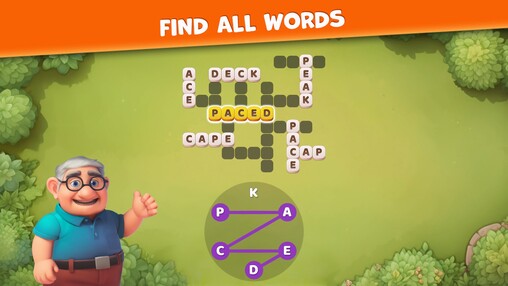 FIND ALL WORDS
PEAK
ACE
DECK
PACED
CAPE
PACE
CAP
K
P A
C E
D